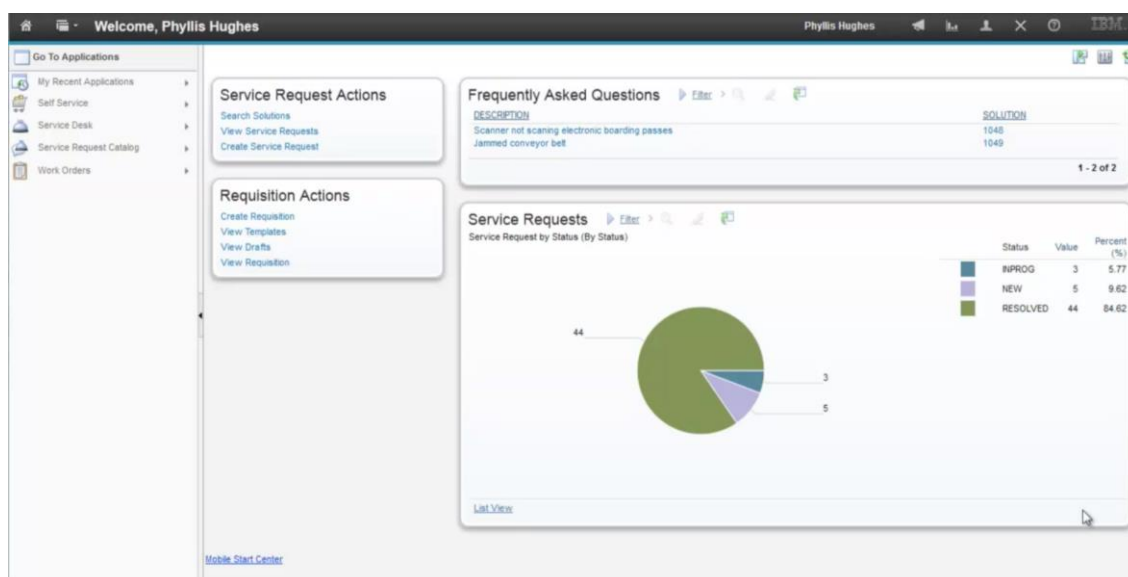 Welcome, Phyllis Hughes
Phyllis Hughes
IBM.
Go To Applications
My Recent Applications
Self Service
Service Desk
Service Request Catalog
Work Orders
Service Request Actions
Search Solutions
View Service Requests
Create Service Request
Requisition Actions
Create Requisition
View Templates
View Drafts
View Requisition
Frequently Asked Questions Filter
DESCRIPTION SOLUTION
Scanner not scaning electronic boarding passes 1048
Jammed conveyor belt 1049
1 - 2 of 2
Service Requests Filter
Service Request by Status (By Status)
Status Value Percent (%)
INPROG 3 5.77
NEW 5 9.62
RESOLVED 44 84.62
44
3
5
List View
Mobile Start Center